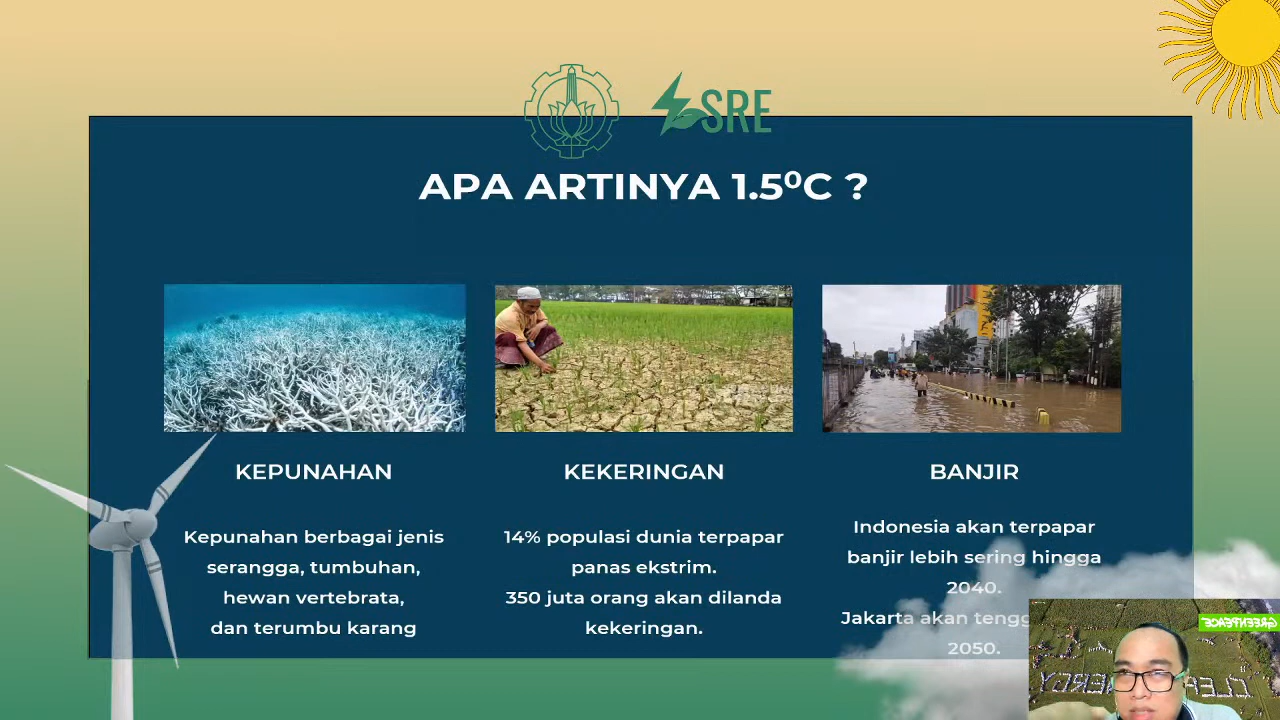 SRE
APA ARTINYA 1.5⁰C ?
KEPUNAHAN
Kepunahan berbagai jenis
serangga, tumbuhan,
hewan vertebrata,
dan terumbu karang
KEKERINGAN
14% populasi dunia terpapar
panas ekstrim.
350 juta orang akan dilanda
kekeringan.
BANJIR
Indonesia akan terpapar
banjir lebih sering hingga
2040.
Jakarta akan
2050.
GREENPEACE